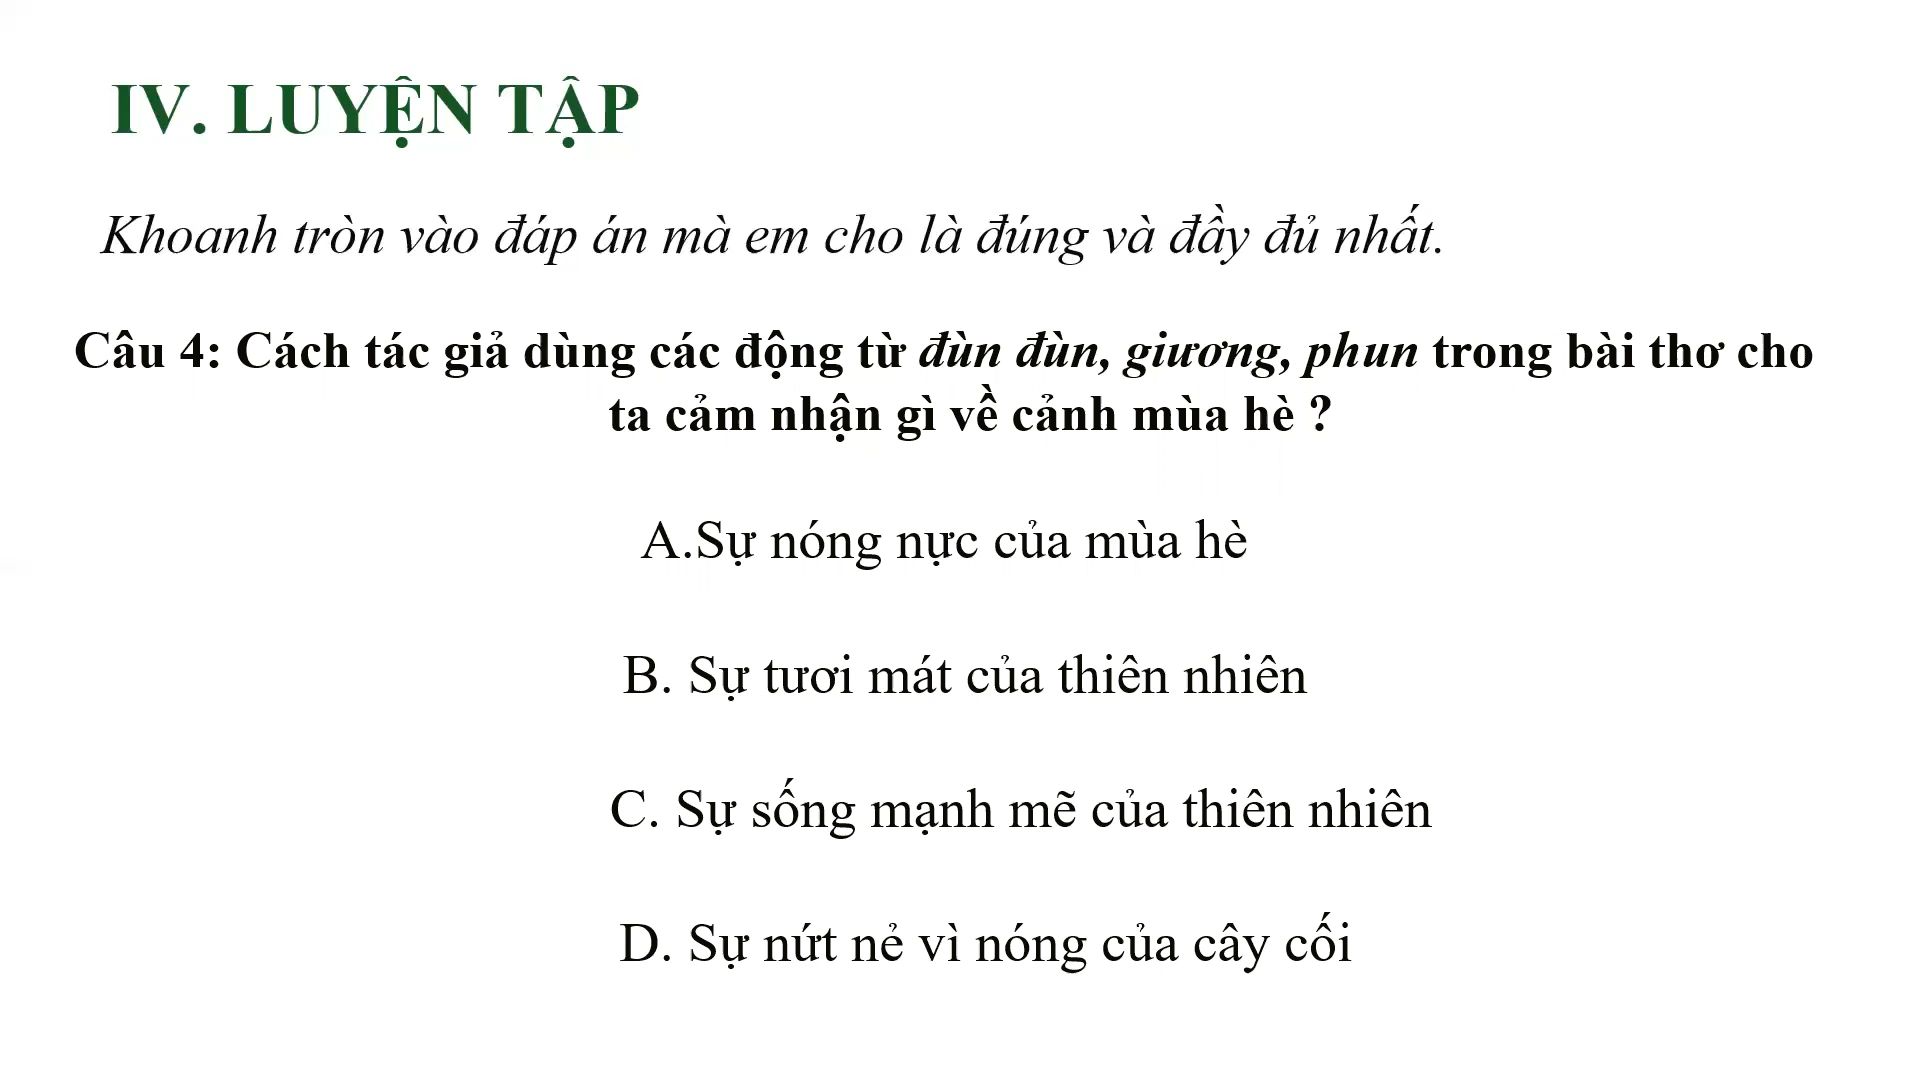 IV. LUYỆN TẬP
Khoanh tròn vào đáp án mà em cho là đúng và đầy đủ nhất.
Câu 4: Cách tác giả dùng các động từ đùn đùn, giương, phun trong bài thơ cho
ta cảm nhận gì về cảnh mùa hè ?
A.Sự nóng nực của mùa hè
B. Sự tươi mát của thiên nhiên
C. Sự sống mạnh mẽ của thiên nhiên
D. Sự nứt nẻ vì nóng của cây cối